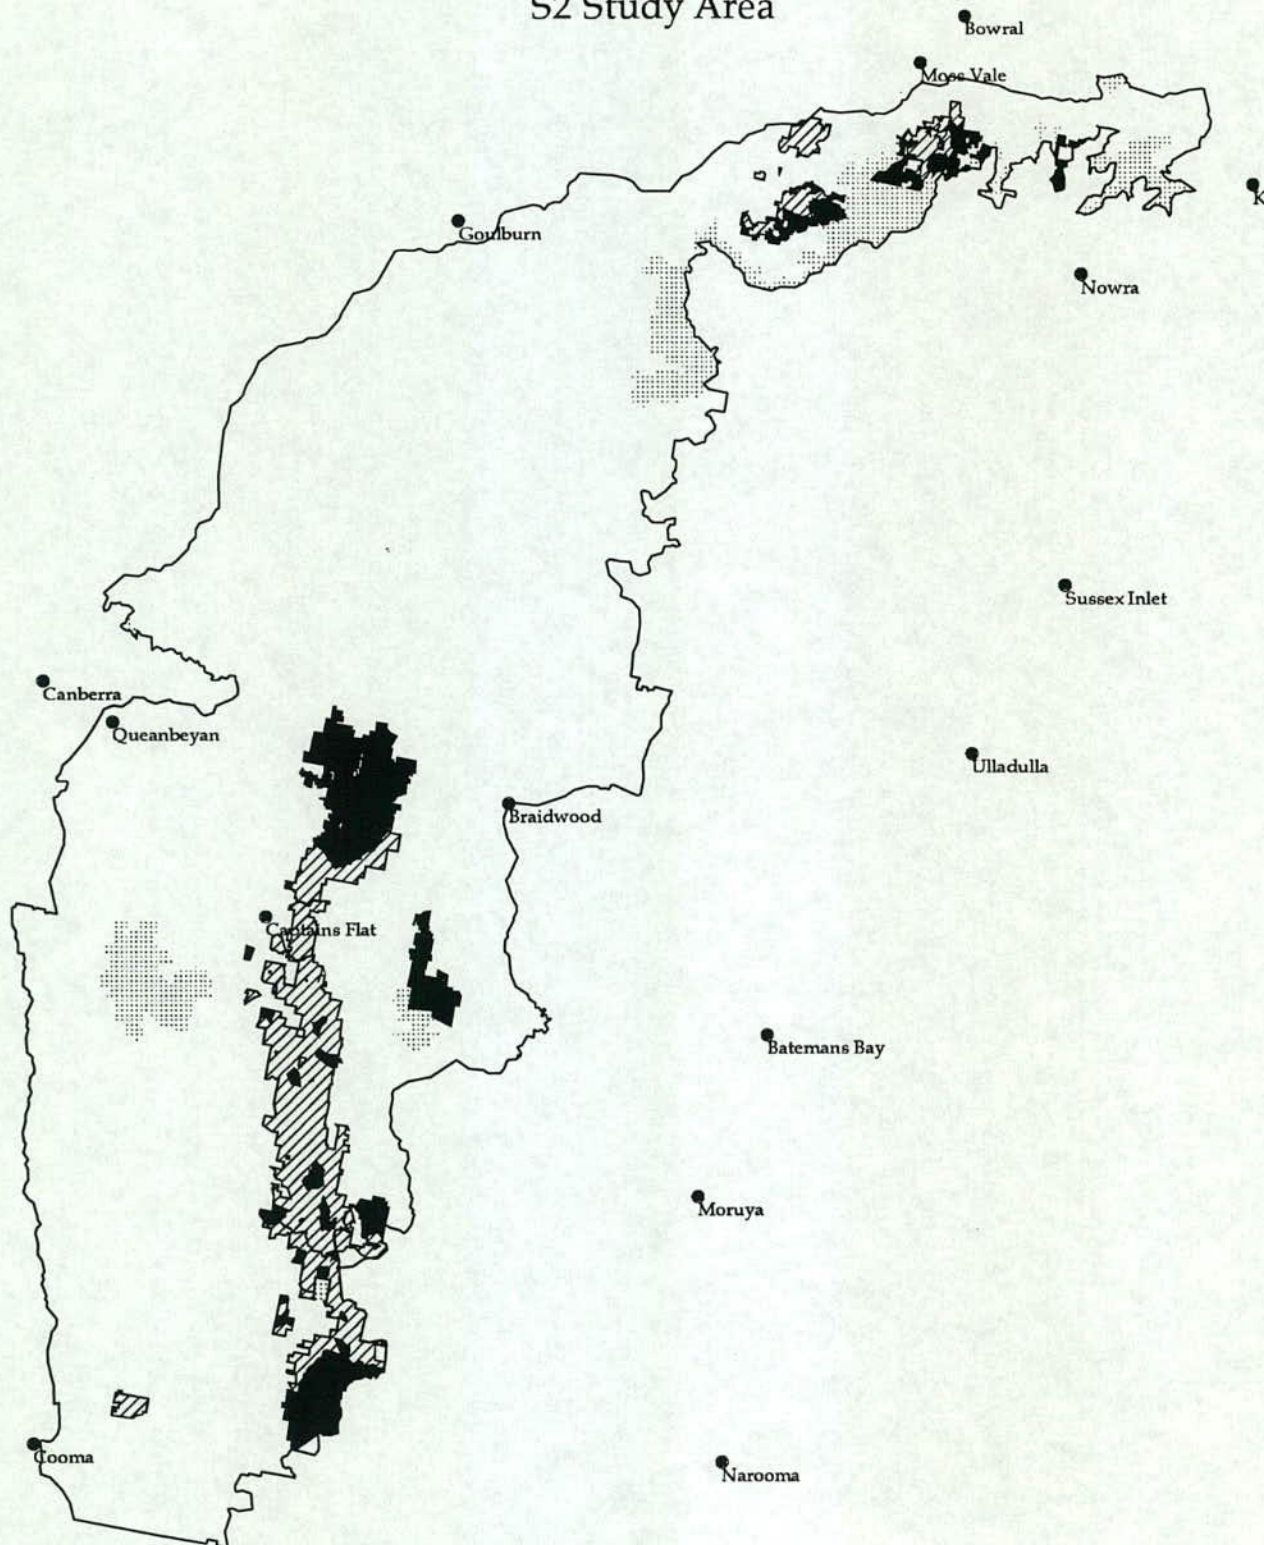 S2 Study Area
Bowral
Moss Vale
K
Goulburn
Nowra
Sussex Inlet
Canberra
Queanbeyan
Ulladulla
Braidwood
Captains Flat
Batemans Bay
Moruya
Cooma
Narooma